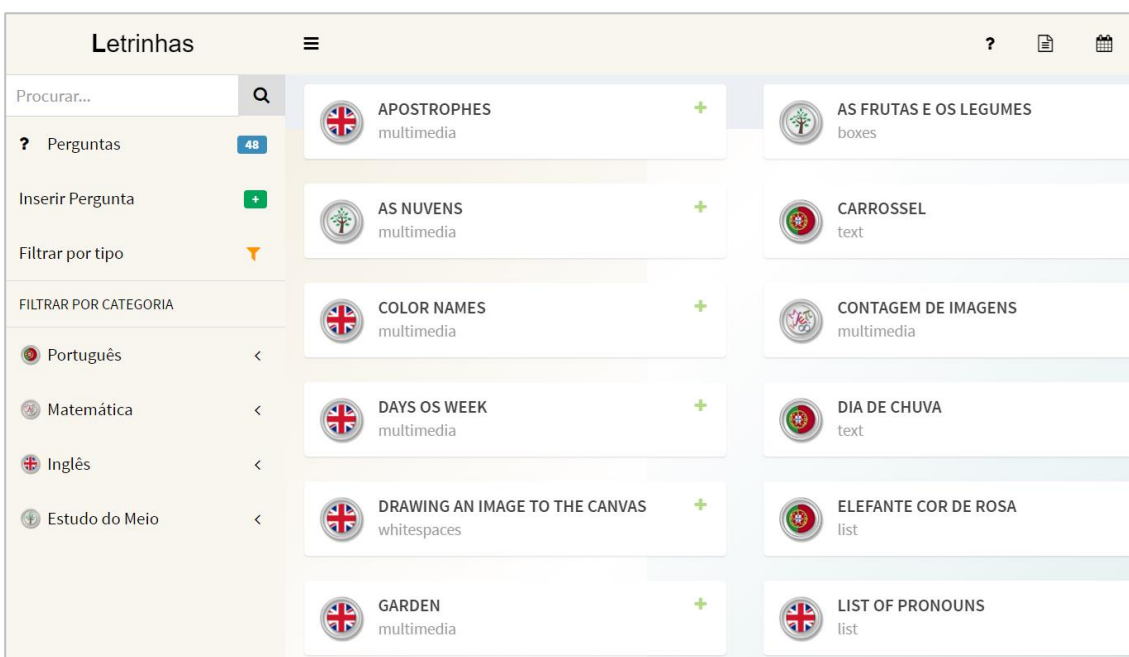 Letrinhas
?
Procurar...
? Perguntas 48
Inserir Pergunta +
Filtrar por tipo
FILTRAR POR CATEGORIA
Português
Matemática
Inglês
Estudo do Meio
APOSTROPHES
multimedia
AS FRUTAS E OS LEGUMES
boxes
AS NUVENS
multimedia
CARROSSEL
text
COLOR NAMES
multimedia
CONTAGEM DE IMAGENS
multimedia
DAYS OS WEEK
multimedia
DIA DE CHUVA
text
DRAWING AN IMAGE TO THE CANVAS
whitespaces
ELEFANTE COR DE ROSA
list
GARDEN
multimedia
LIST OF PRONOUNS
list